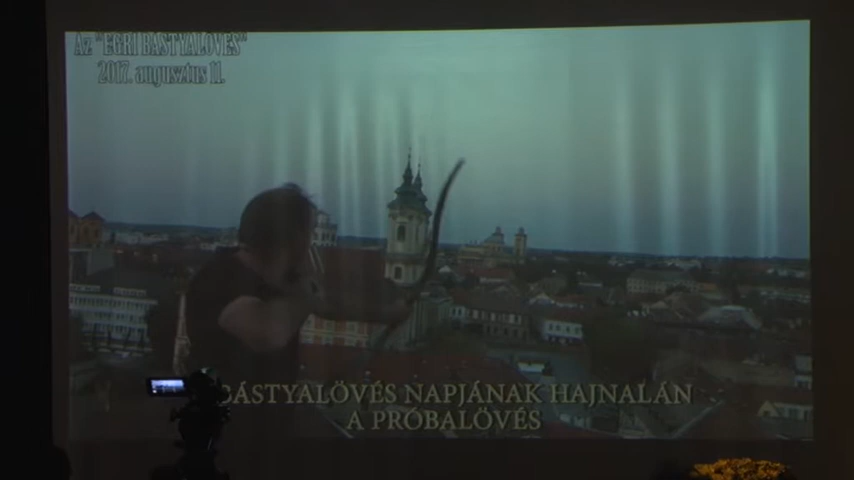 Az "EGRI BÁSTYALÖVÉS"
2017. augusztus 11.
BÁSTYALÖVÉS NAPJÁNAK HAJNALÁN
A PRÓBALÖVÉS